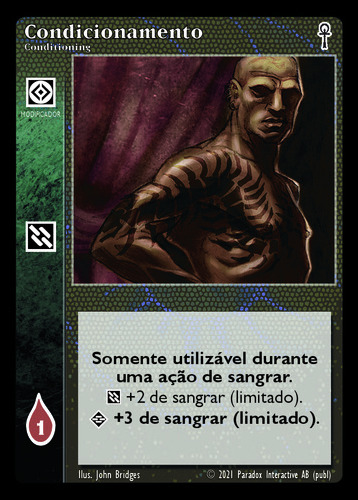 Condicionamento
Conditioning
MODIFICADOR
Somente utilizável durante
uma ação de sangrar.
+2 de sangrar (limitado).
+3 de sangrar (limitado).
1
Ilus. John Bridges
© 2021 Paradox Interactive AB (publ)